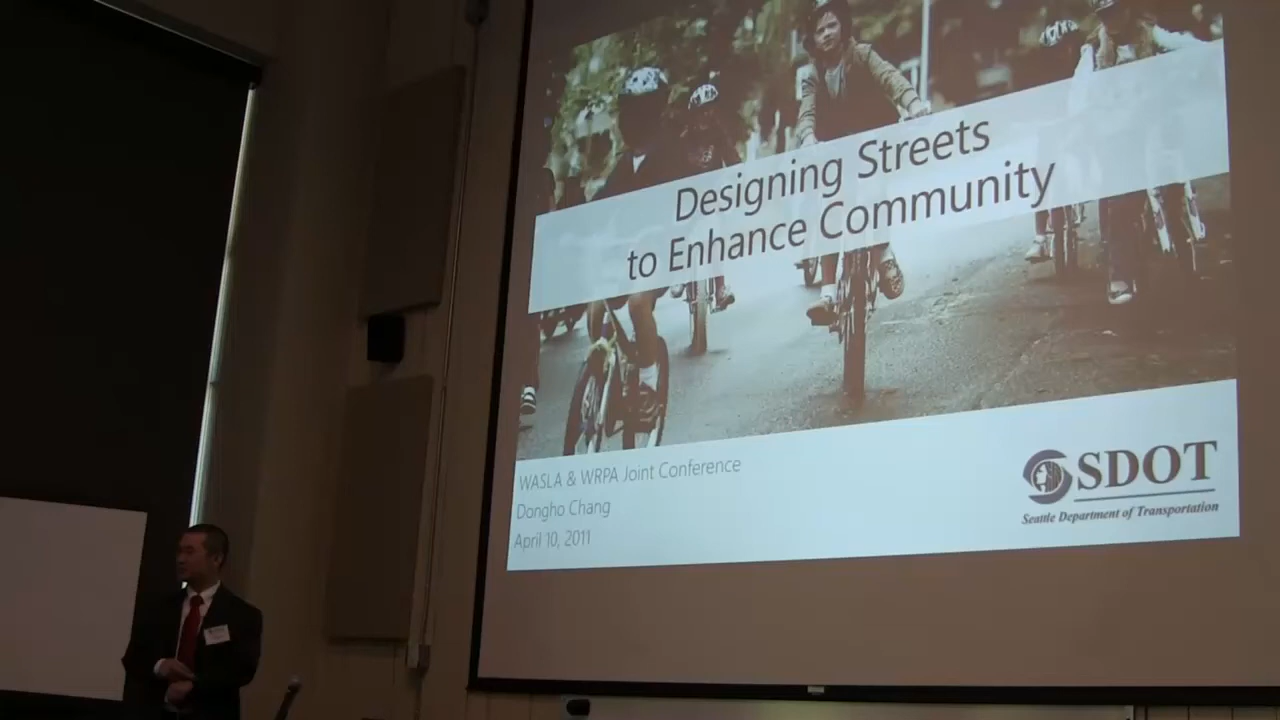 Designing Streets
to Enhance Community
WASLA & WRPA Joint Conference
Dongho Chang
April 10, 2011
SDOT
Seattle Department of Transportation